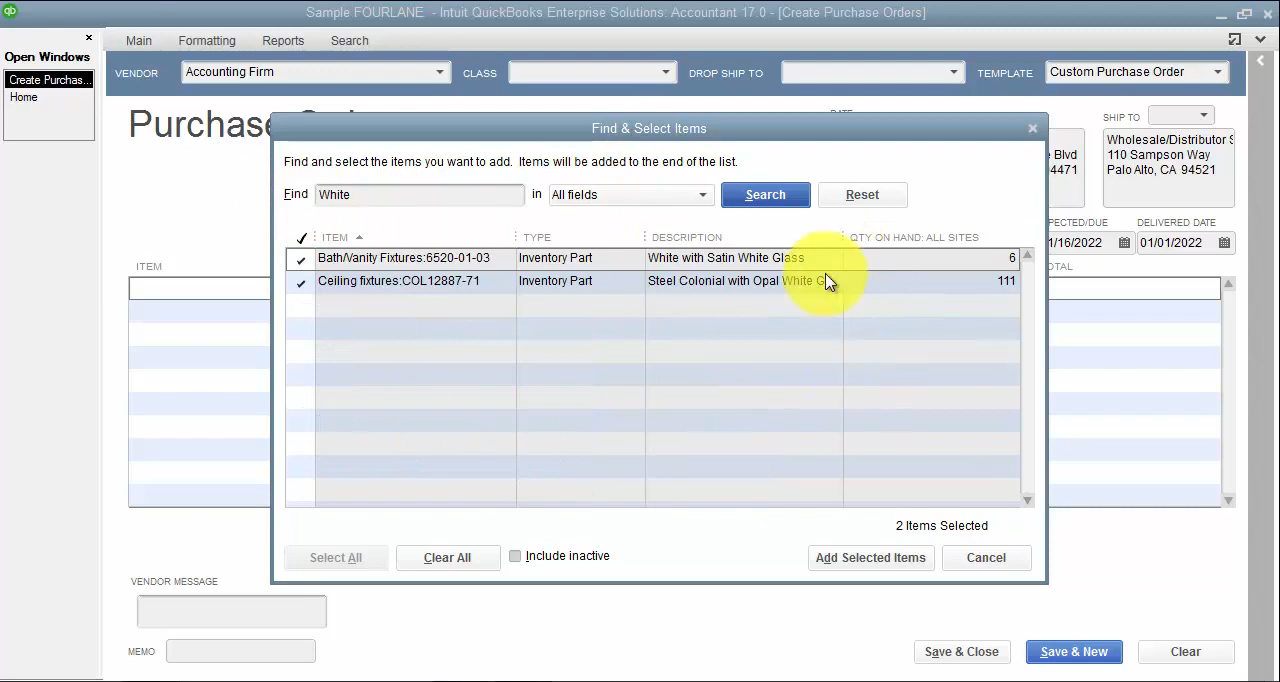 Sample FOURLANE - Intuit QuickBooks Enterprise Solutions: Accountant 17.0 - [Create Purchase Orders]
Open Windows
Create Purchas...
Home
Main Formatting Reports Search
VENDOR Accounting Firm CLASS DROP SHIP TO TEMPLATE Custom Purchase Order
Purchase
SHIP TO
Blvd
4471
Wholesale/Distributor S
110 Sampson Way
Palo Alto, CA 94521
DELIVERED DATE
1/16/2022 01/01/2022
ITEM
Find & Select Items
Find and select the items you want to add. Items will be added to the end of the list.
Find White in All fields Search Reset
ITEM TYPE DESCRIPTION QTY ON HAND: ALL SITES
Bath/Vanity Fixtures:6520-01-03 Inventory Part White with Satin White Glass 6
Ceiling fixtures:COL12887-71 Inventory Part Steel Colonial with Opal White 111
2 Items Selected
Select All Clear All Include inactive Add Selected Items Cancel
VENDOR MESSAGE
MEMO
Save & Close Save & New Clear